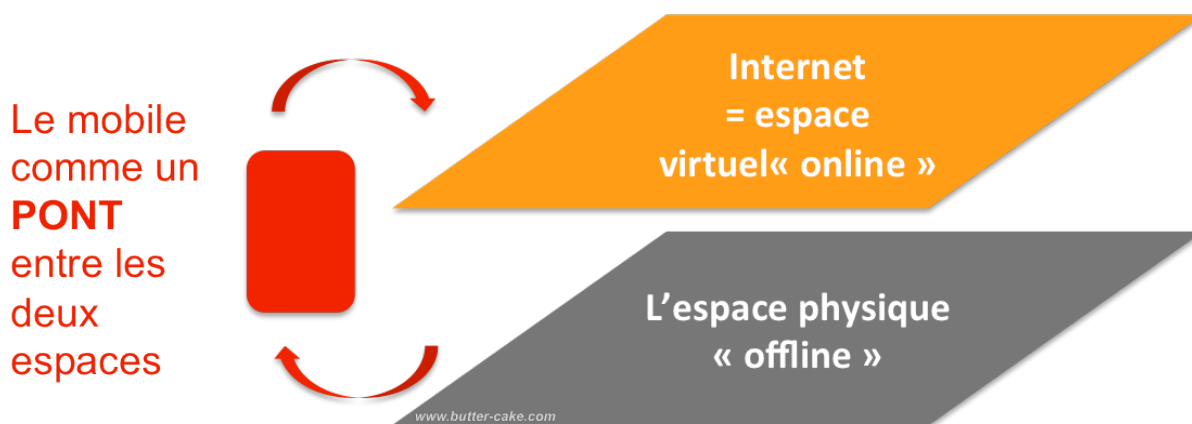 Le mobile
comme un
PONT
entre les
deux
espaces
Internet
= espace
virtuel« online »
L’espace physique
« offline »
www.butter-cake.com